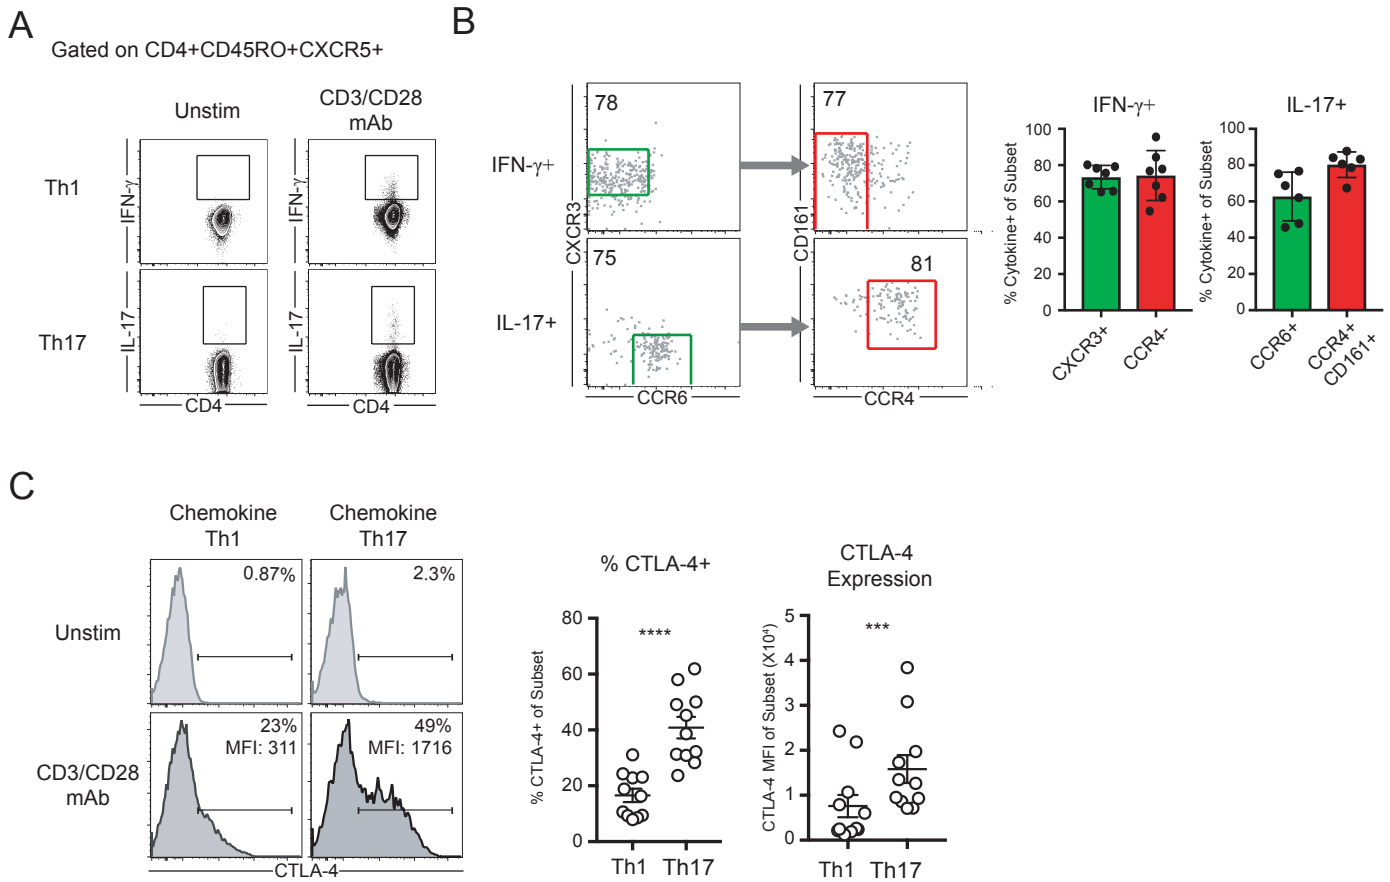 A
Gated on CD4+CD45RO+CXCR5+
Unstim
CD3/CD28
mAb
Th1
IFN-γ
IFN-γ
Th17
IL-17
IL-17
CD4
CD4
B
IFN-γ+
78
CXCR3
77
CD161
IL-17+
75
81
CCR6
CCR4
IFN-γ+
% Cytokine+ of Subset
100
80
60
40
20
0
CXCR3+
CCR4-
IL-17+
% Cytokine+ of Subset
100
80
60
40
20
0
CCR6+
CCR4+
CD161+
C
Chemokine
Th1
Chemokine
Th17
Unstim
0.87%
2.3%
CD3/CD28
mAb
23%
MFI: 311
49%
MFI: 1716
CTLA-4
% CTLA-4+
% CTLA-4+ of Subset
80
60
40
20
0
****
Th1
Th17
CTLA-4
Expression
CTLA-4 MFI of Subset (X10⁴)
5
4
3
2
1
0
***
Th1
Th17